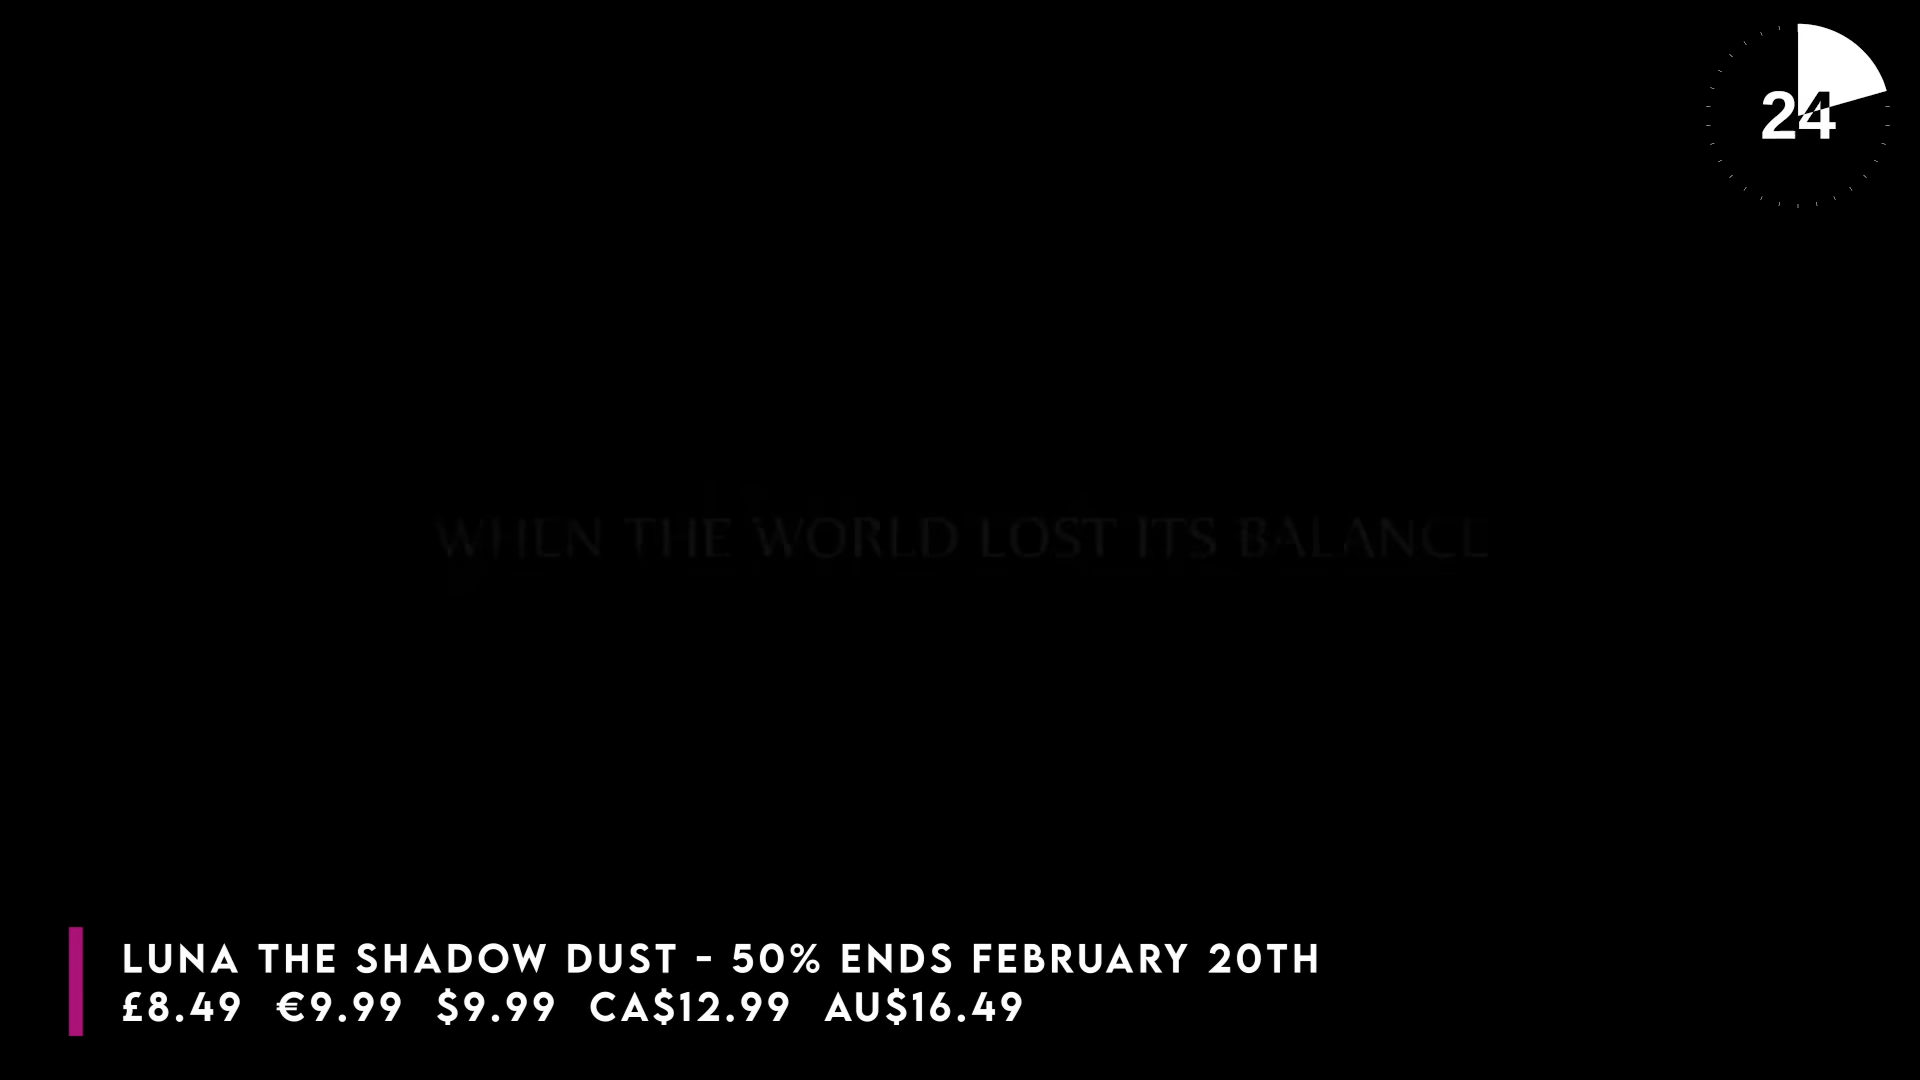 24
WHEN THE WORLD LOST ITS BALANCE
LUNA THE SHADOW DUST - 50% ENDS FEBRUARY 20TH
£8.49 €9.99 $9.99 CA$12.99 AU$16.49